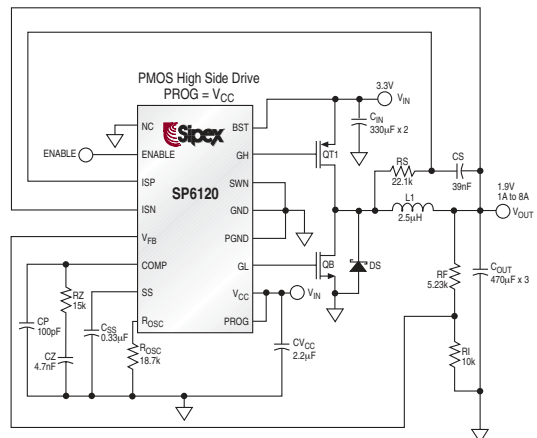 PMOS High Side Drive
PROG = VCC
Sipex
SP6120
NC
ENABLE
ISP
ISN
VFB
COMP
SS
ROSC
BST
GH
SWN
GND
PGND
GL
VCC
PROG
ENABLE
3.3V
VIN
CIN
330µF x 2
QT1
RS
22.1k
CS
39nF
L1
2.5µH
1.9V
1A to 8A
VOUT
QB
DS
RF
5.23k
COUT
470µF x 3
RI
10k
VIN
CVCC
2.2µF
RZ
15k
CP
100pF
CZ
4.7nF
CSS
0.33µF
ROSC
18.7k